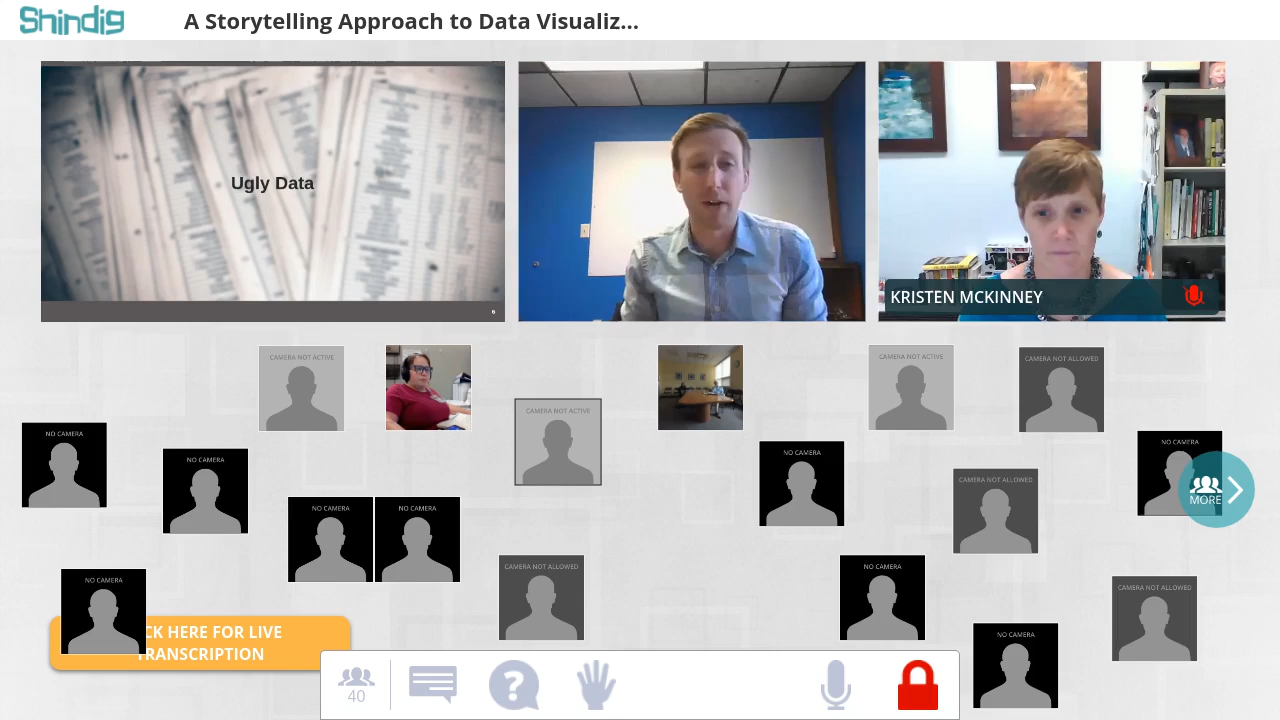 Shindig
A Storytelling Approach to Data Visualiz...
Ugly Data
6
KRISTEN MCKINNEY
CAMERA NOT ACTIVE
CAMERA NOT ACTIVE
CAMERA NOT ALLOWED
CAMERA NOT ACTIVE
NO CAMERA
NO CAMERA
NO CAMERA
NO CAMERA
CAMERA NOT ALLOWED
MORE
NO CAMERA
NO CAMERA
CAMERA NOT ALLOWED
NO CAMERA
NO CAMERA
CAMERA NOT ALLOWED
CK HERE FOR LIVE
TRANSCRIPTION
NO CAMERA
40
?